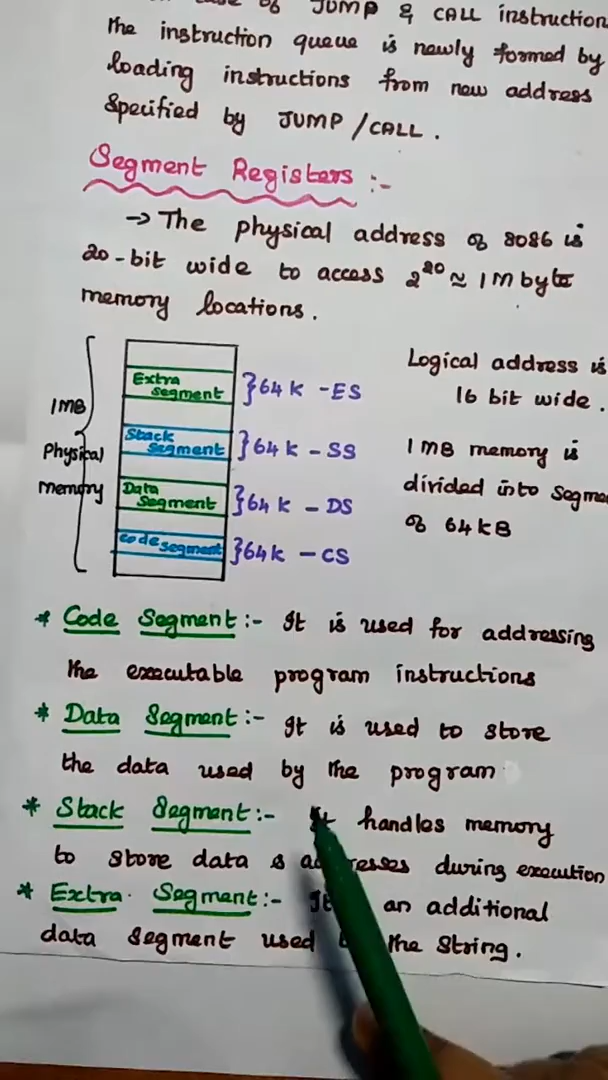 of JUMP & CALL instruction
the instruction queue is newly formed by
loading instructions from new address
specified by JUMP/CALL.
Segment Registers :-
→ The physical address of 8086 is
20-bit wide to access 2^20 ≈ 1M byte
memory locations.
1MB
Physical
memory
Extra
segment
}64K - ES
Stack
segment
}64K - SS
Data
segment
}64K - DS
code segment
}64K - CS
Logical address is
16 bit wide.
1MB memory is
divided into Segme
of 64KB
* Code Segment :- It is used for addressing
the executable program instructions
* Data Segment :- It is used to store
the data used by the program
* Stack Segment :- It handles memory
to store data & addresses during execution
* Extra Segment :- an additional
data segment used the string.